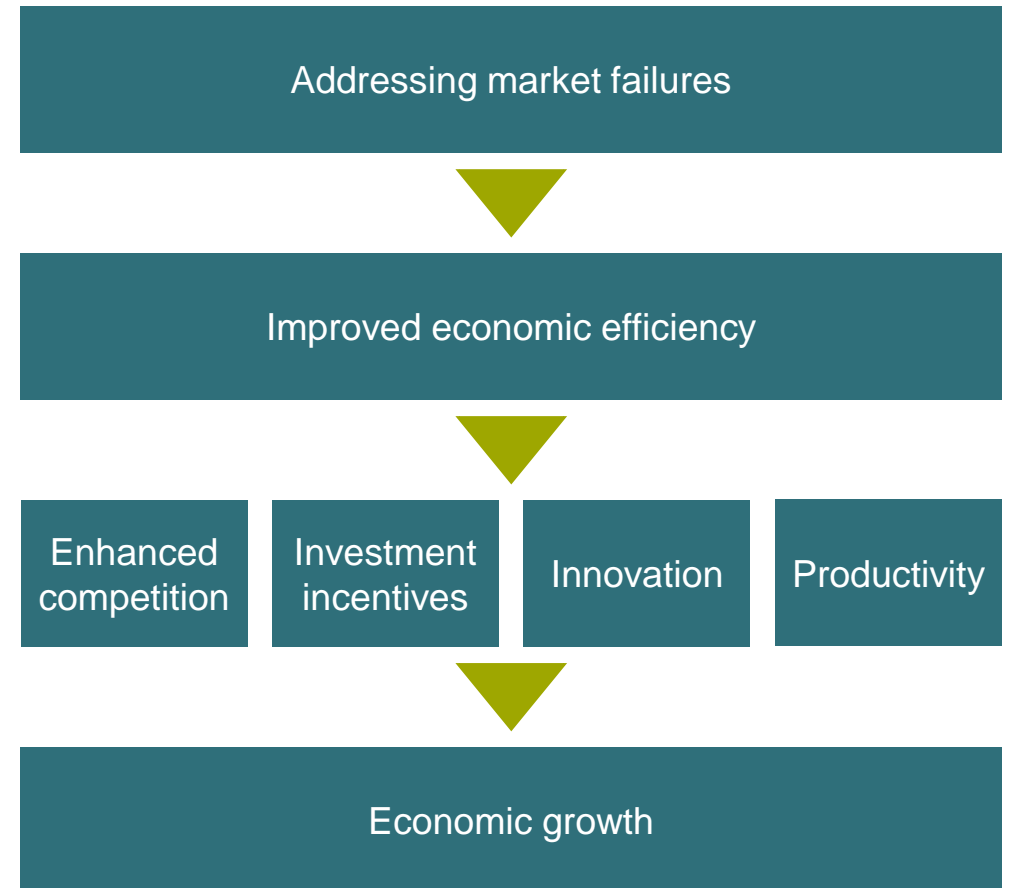 Addressing market failures
Improved economic efficiency
Enhanced
competition
Investment
incentives
Innovation
Productivity
Economic growth